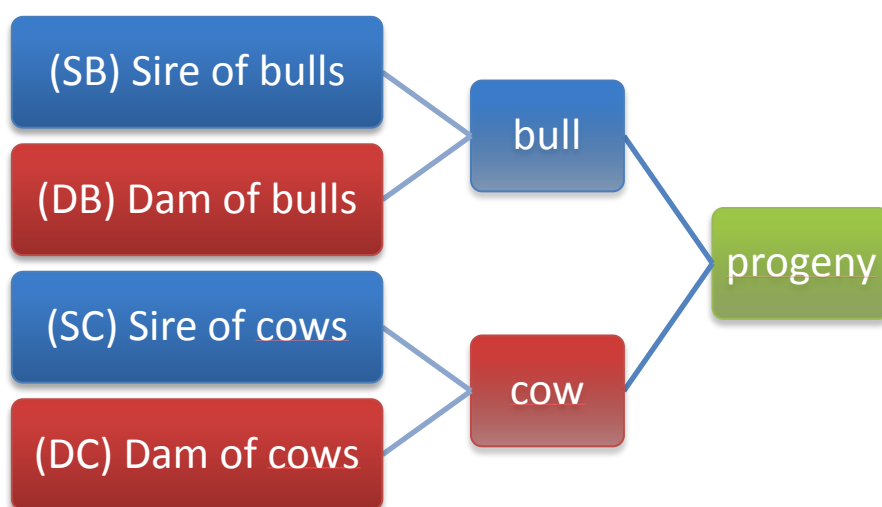 (SB) Sire of bulls
(DB) Dam of bulls
(SC) Sire of cows
(DC) Dam of cows
bull
cow
progeny